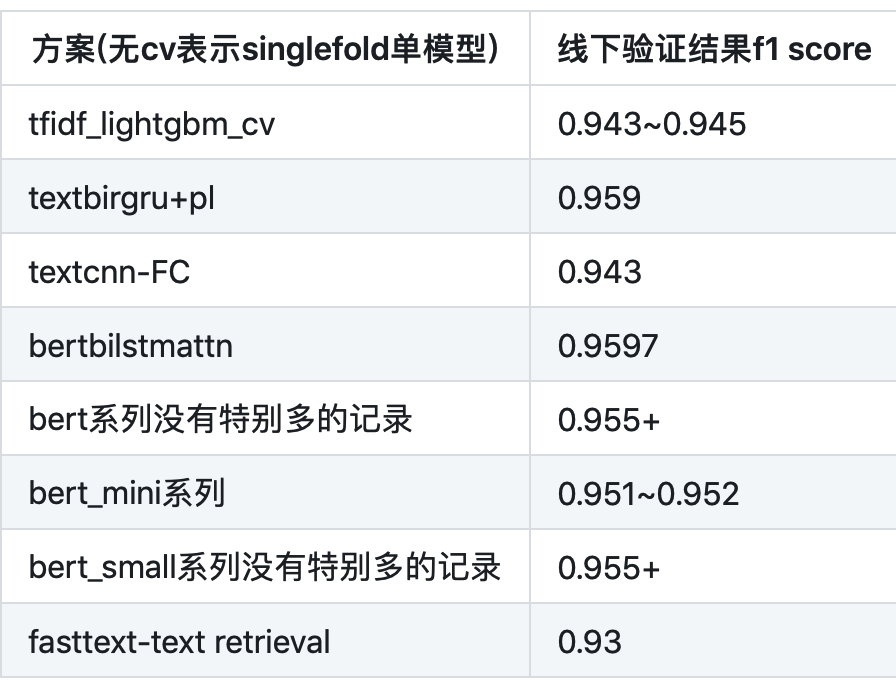 方案(无cv表示singlefold单模型) 线下验证结果f1 score
tfidf_lightgbm_cv 0.943~0.945
textbirgru+pl 0.959
textcnn-FC 0.943
bertbilstmattn 0.9597
bert系列没有特别多的记录 0.955+
bert_mini系列 0.951~0.952
bert_small系列没有特别多的记录 0.955+
fasttext-text retrieval 0.93